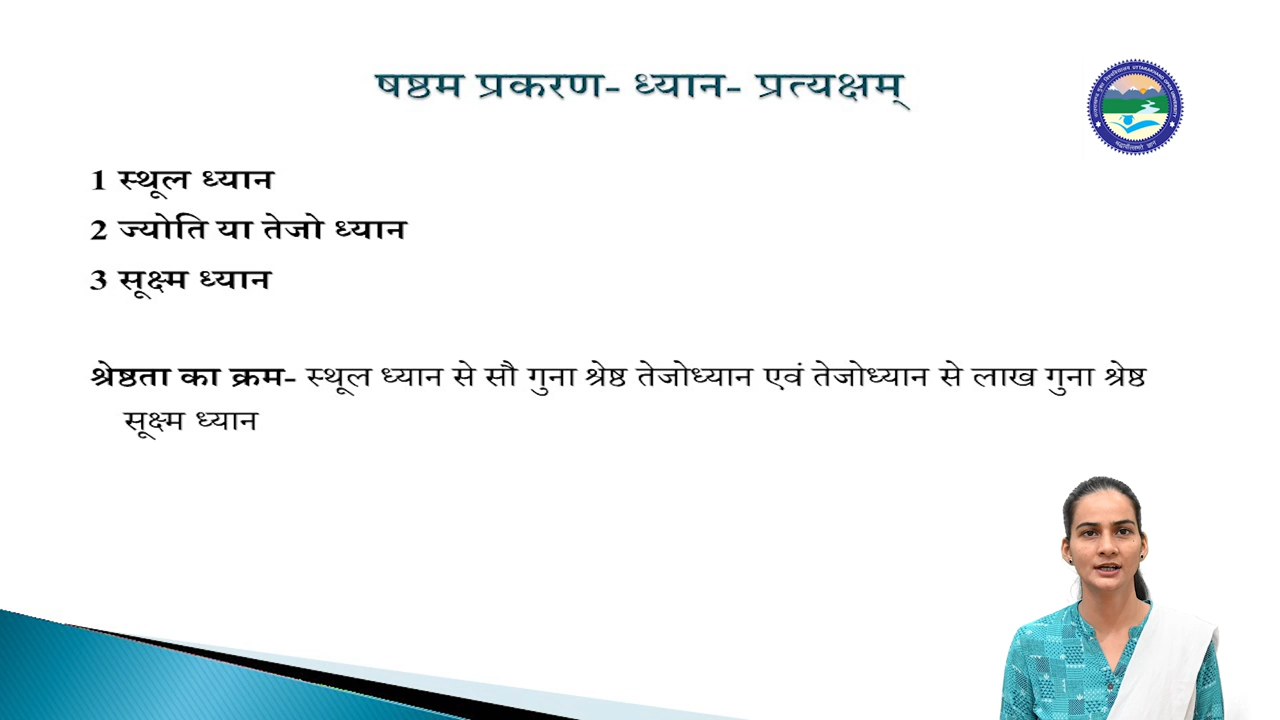 षष्ठम प्रकरण- ध्यान- प्रत्यक्षम्
1 स्थूल ध्यान
2 ज्योति या तेजो ध्यान
3 सूक्ष्म ध्यान
श्रेष्ठता का क्रम- स्थूल ध्यान से सौ गुना श्रेष्ठ तेजोध्यान एवं तेजोध्यान से लाख गुना श्रेष्ठ
सूक्ष्म ध्यान